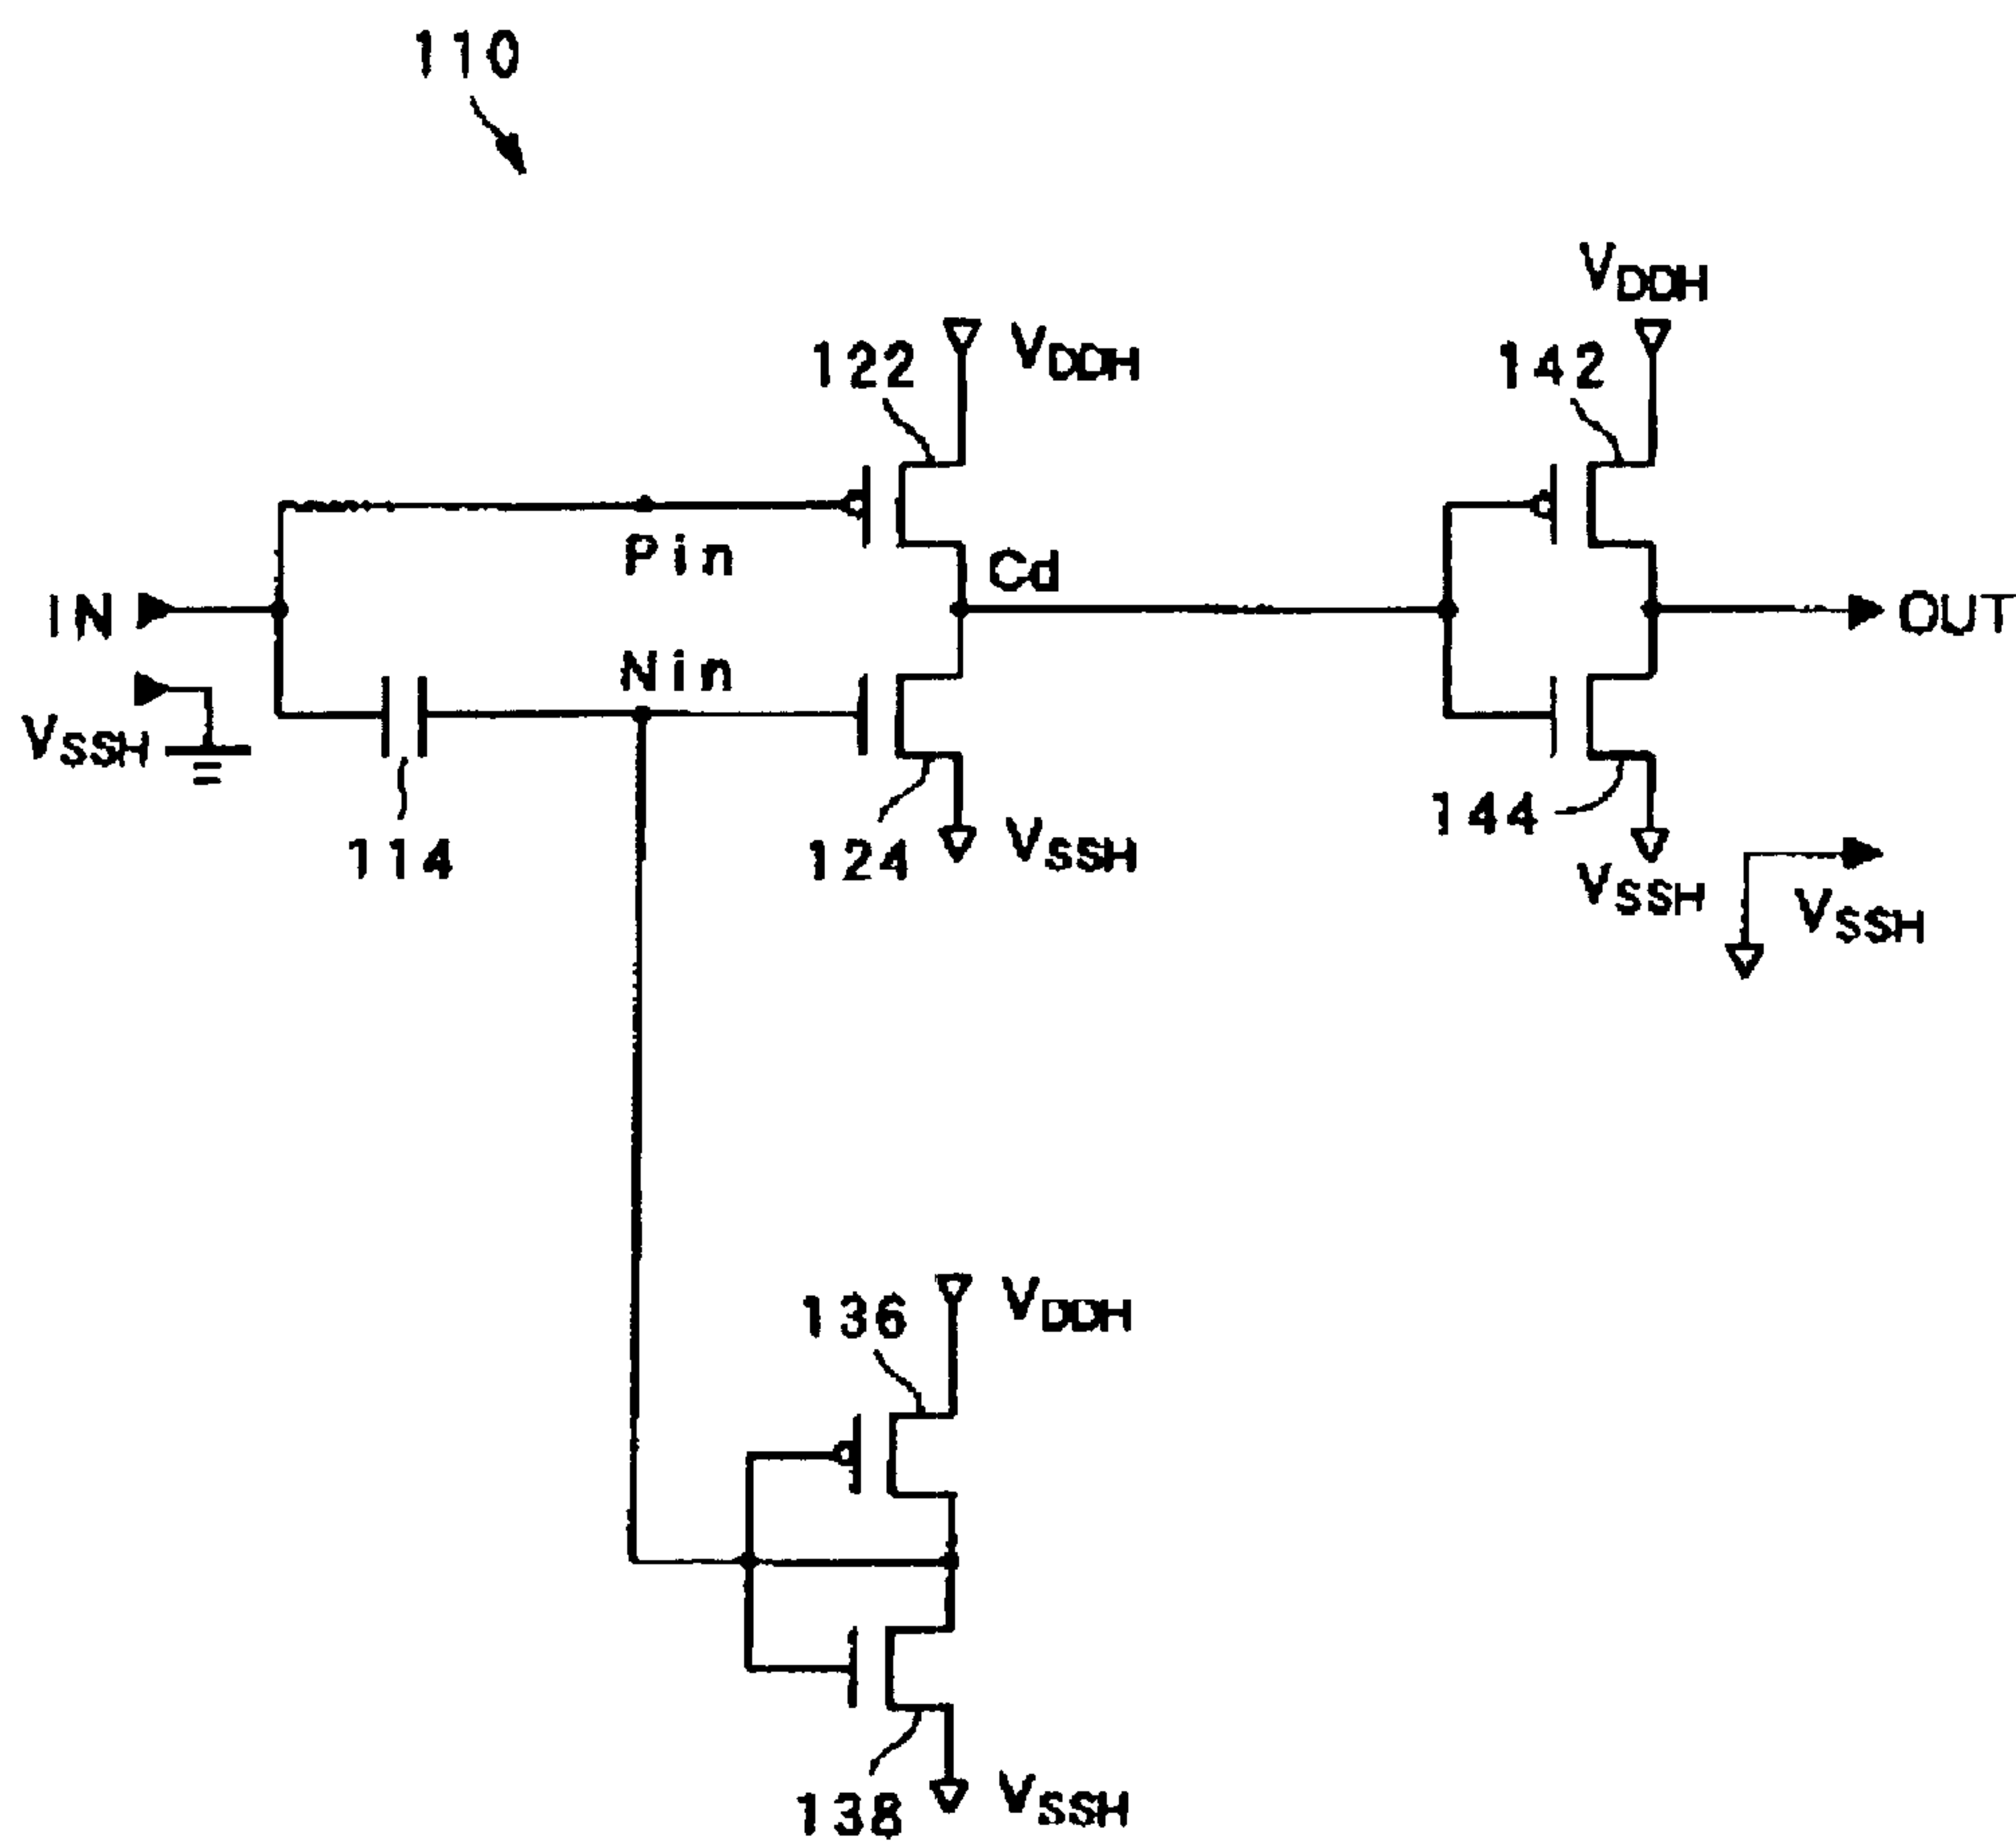 110
VDDH
122
VDDH
142
Pin
Cd
IN
OUT
Nin
VSSH
114
124
VSSH
144
VSSH
VSSH
136
VDDH
138
VSSH